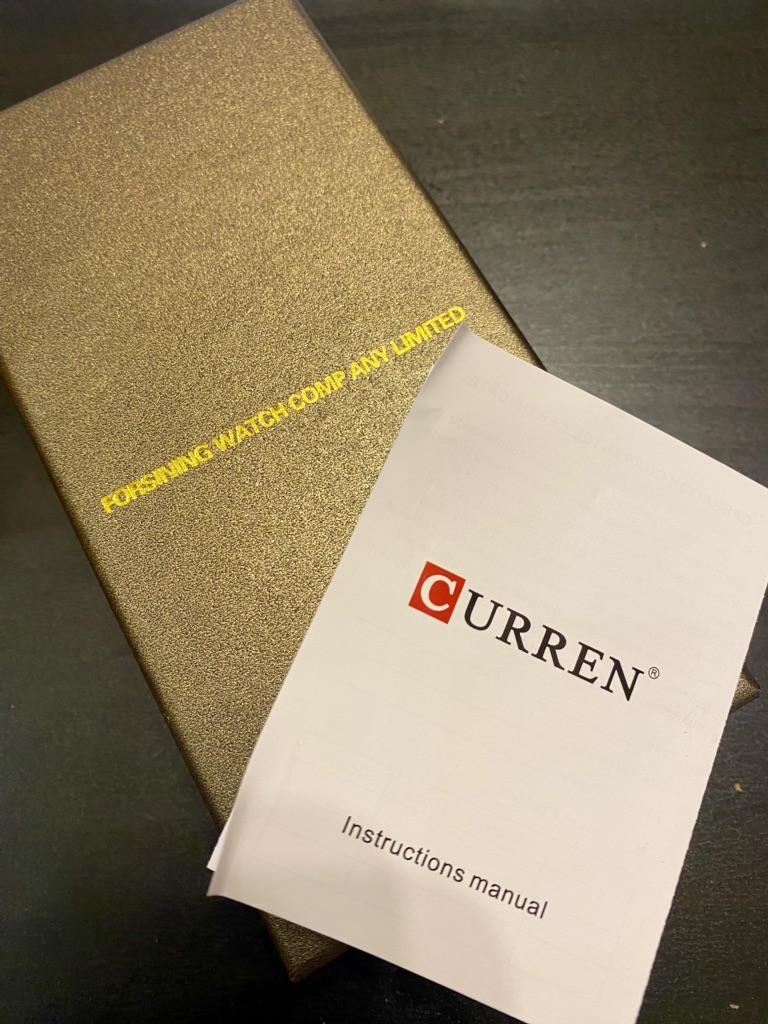 FORSINING WATCH COMP ANY LIMITED
CURREN®
Instructions manual